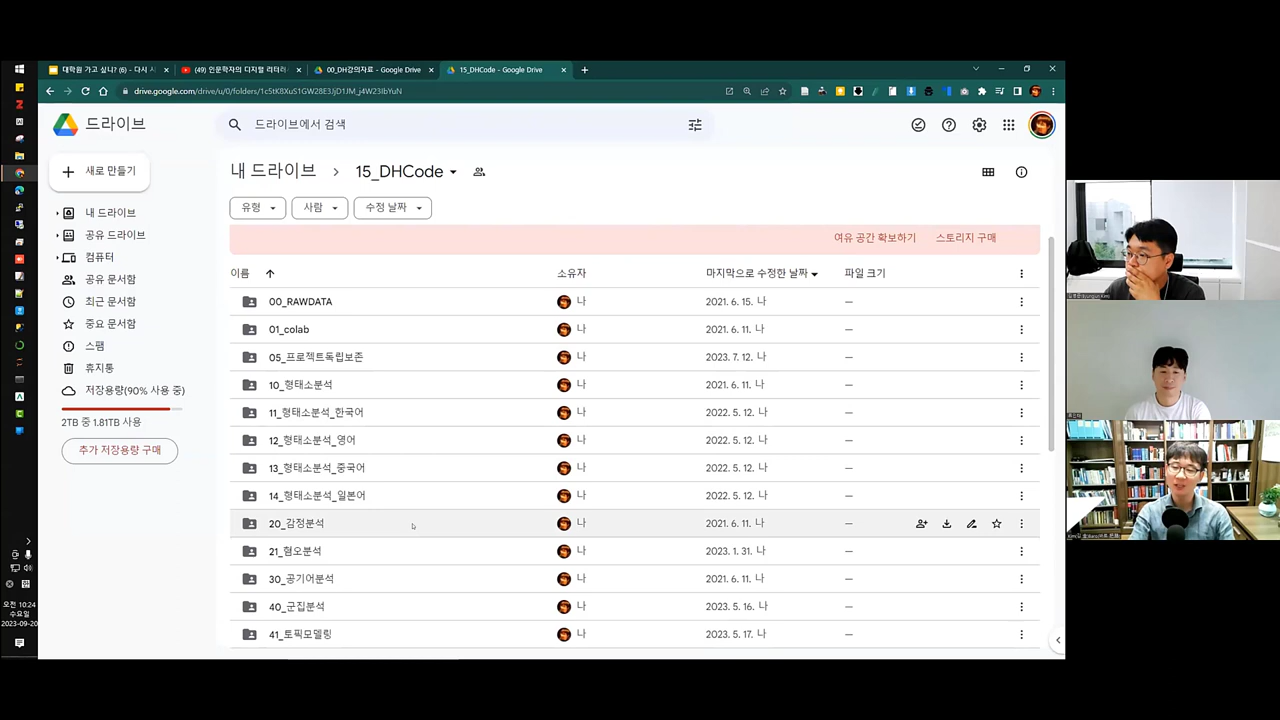 대학원 가고 싶니? (6) - 다시 시
(49) 인문학자의 디지털 리터러시
00_DH강의자료 - Google Drive
15_DHCode - Google Drive
drive.google.com/drive/u/0/folders/1c5tK8XuS1GW28E3/jD1JM_j4W23IbYuN
드라이브
드라이브에서 검색
새로 만들기
내 드라이브
공유 드라이브
컴퓨터
공유 문서함
최근 문서함
중요 문서함
스팸
휴지통
저장용량(90% 사용 중)
2TB 중 1.81TB 사용
추가 저장용량 구매
내 드라이브 > 15_DHCode
유형 사람 수정 날짜
여유 공간 확보하기 스토리지 구매
이름 소유자 마지막으로 수정한 날짜 파일 크기
00_RAWDATA 나 2021. 6. 15. 나 —
01_colab 나 2021. 6. 11. 나 —
05_프로젝트독립보존 나 2023. 7. 12. 나 —
10_형태소분석 나 2021. 6. 11. 나 —
11_형태소분석_한국어 나 2022. 5. 12. 나 —
12_형태소분석_영어 나 2022. 5. 12. 나 —
13_형태소분석_중국어 나 2022. 5. 12. 나 —
14_형태소분석_일본어 나 2022. 5. 12. 나 —
20_감정분석 나 2021. 6. 11. 나 —
21_혐오분석 나 2023. 1. 31. 나 —
30_공기어분석 나 2021. 6. 11. 나 —
40_군집분석 나 2023. 5. 16. 나 —
41_토픽모델링 나 2023. 5. 17. 나 —
오전 10:24
수요일
2023-09-20